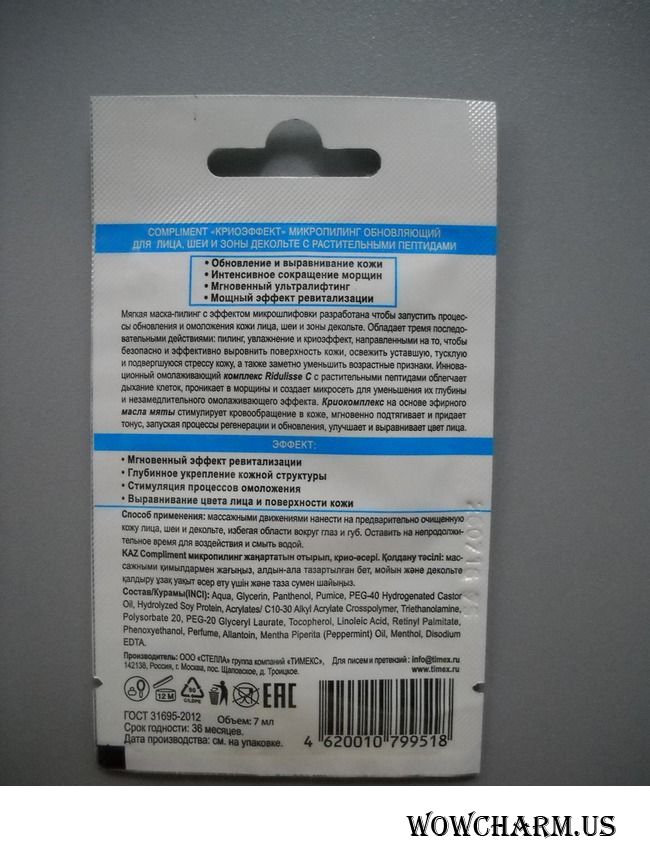 COMPLIMENT «КРИОЭФФЕКТ» МИКРОПИЛИНГ ОБНОВЛЯЮЩИЙ
ДЛЯ ЛИЦА, ШЕИ И ЗОНЫ ДЕКОЛЬТЕ С РАСТИТЕЛЬНЫМИ ПЕПТИДАМИ
• Обновление и выравнивание кожи
• Интенсивное сокращение морщин
• Мгновенный ультралифтинг
• Мощный эффект ревитализации
Мягкая маска-пилинг с эффектом микрошлифовки разработана чтобы запустить процес-
сы обновления и омоложения кожи лица, шеи и зоны декольте. Обладает тремя последо-
вательными действиями: пилинг, увлажнение и криоэффект, направленными на то, чтобы
безопасно и эффективно выровнить поверхность кожи, освежить уставшую, тусклую
и подвергшуюся стрессу кожу, а также заметно уменьшить возрастные признаки. Иннова-
ционный омолаживающий комплекс Ridulisse C с растительными пептидами облегчает
дыхание клеток, проникает в морщины и создает микросеть для уменьшения их глубины
и незамедлительного омолаживающего эффекта. Криокомплекс на основе эфирного
масла мяты стимулирует кровообращение в коже, мгновенно подтягивает и придает
тонус, запуская процессы регенерации и обновления, улучшает и выравнивает цвет лица.
ЭФФЕКТ:
• Мгновенный эффект ревитализации
• Глубинное укрепление кожной структуры
• Стимуляция процессов омоложения
• Выравнивание цвета лица и поверхности кожи
Способ применения: массажными движениями нанести на предварительно очищенную
кожу лица, шеи и декольте, избегая области вокруг глаз и губ. Оставить на непродолжи-
тельное время для воздействия и смыть водой.
KAZ Compliment микропилинг жаңартатын отырып, крио-әсері. Қолдану тәсілі: мас-
сажными қимылдармен жағыңыз, алдын-ала тазартылған бет, мойын және декольте
қалдыру ұзақ уақыт әсер ету үшін және таза сумен шайыңыз.
Состав/Курамы(INCI): Aqua, Glycerin, Panthenol, Pumice, PEG-40 Hydrogenated Castor
Oil, Hydrolyzed Soy Protein, Acrylates/ C10-30 Alkyl Acrylate Crosspolymer, Triethanolamine,
Polysorbate 20, PEG-20 Glyceryl Laurate, Tocopherol, Linoleic Acid, Retinyl Palmitate,
Phenoxyethanol, Perfume, Allantoin, Mentha Piperita (Peppermint) Oil, Menthol, Disodium
EDTA.
Производитель: ООО «СТЕЛЛА» группа компаний «ТИМЕКС», Для писем и претензий : info@timex.ru
142136, Россия, г. Москва, пос. Щаповское, д. Троицкое. www.timex.ru
12 M 90 C/LDPE EAC
ГОСТ 31695-2012 Объем: 7 мл
Срок годности: 36 месяцев.
Дата производства: см. на упаковке.
4 620010 799518
WOWCHARM.US